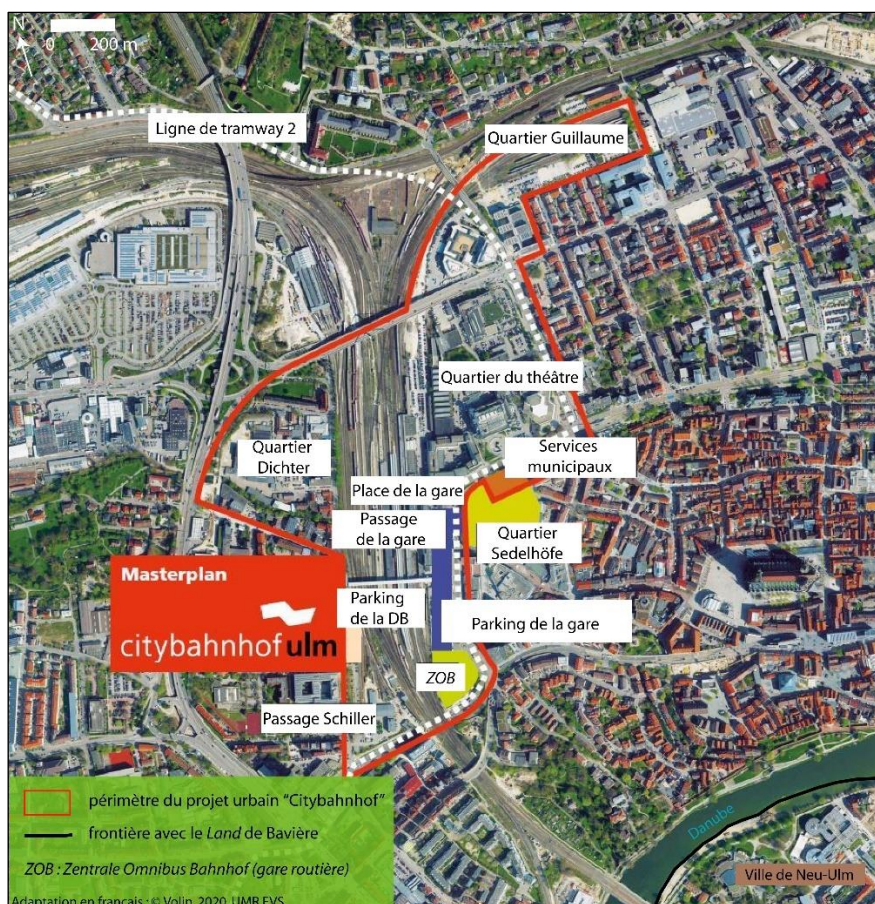 N
0 200 m
Ligne de tramway 2
Quartier Guillaume
Quartier du théâtre
Quartier
Dichter
Services
municipaux
Place de la gare
Passage
de la gare
Quartier
Sedelhöfe
Masterplan
citybahnhof ulm
Parking
de la DB
Parking de la gare
ZOB
Passage Schiller
périmètre du projet urbain "Citybahnhof"
frontière avec le Land de Bavière
ZOB : Zentrale Omnibus Bahnhof (gare routière)
Danube
Ville de Neu-Ulm
Adaptation en français : © Volin, 2020, UMR EVS